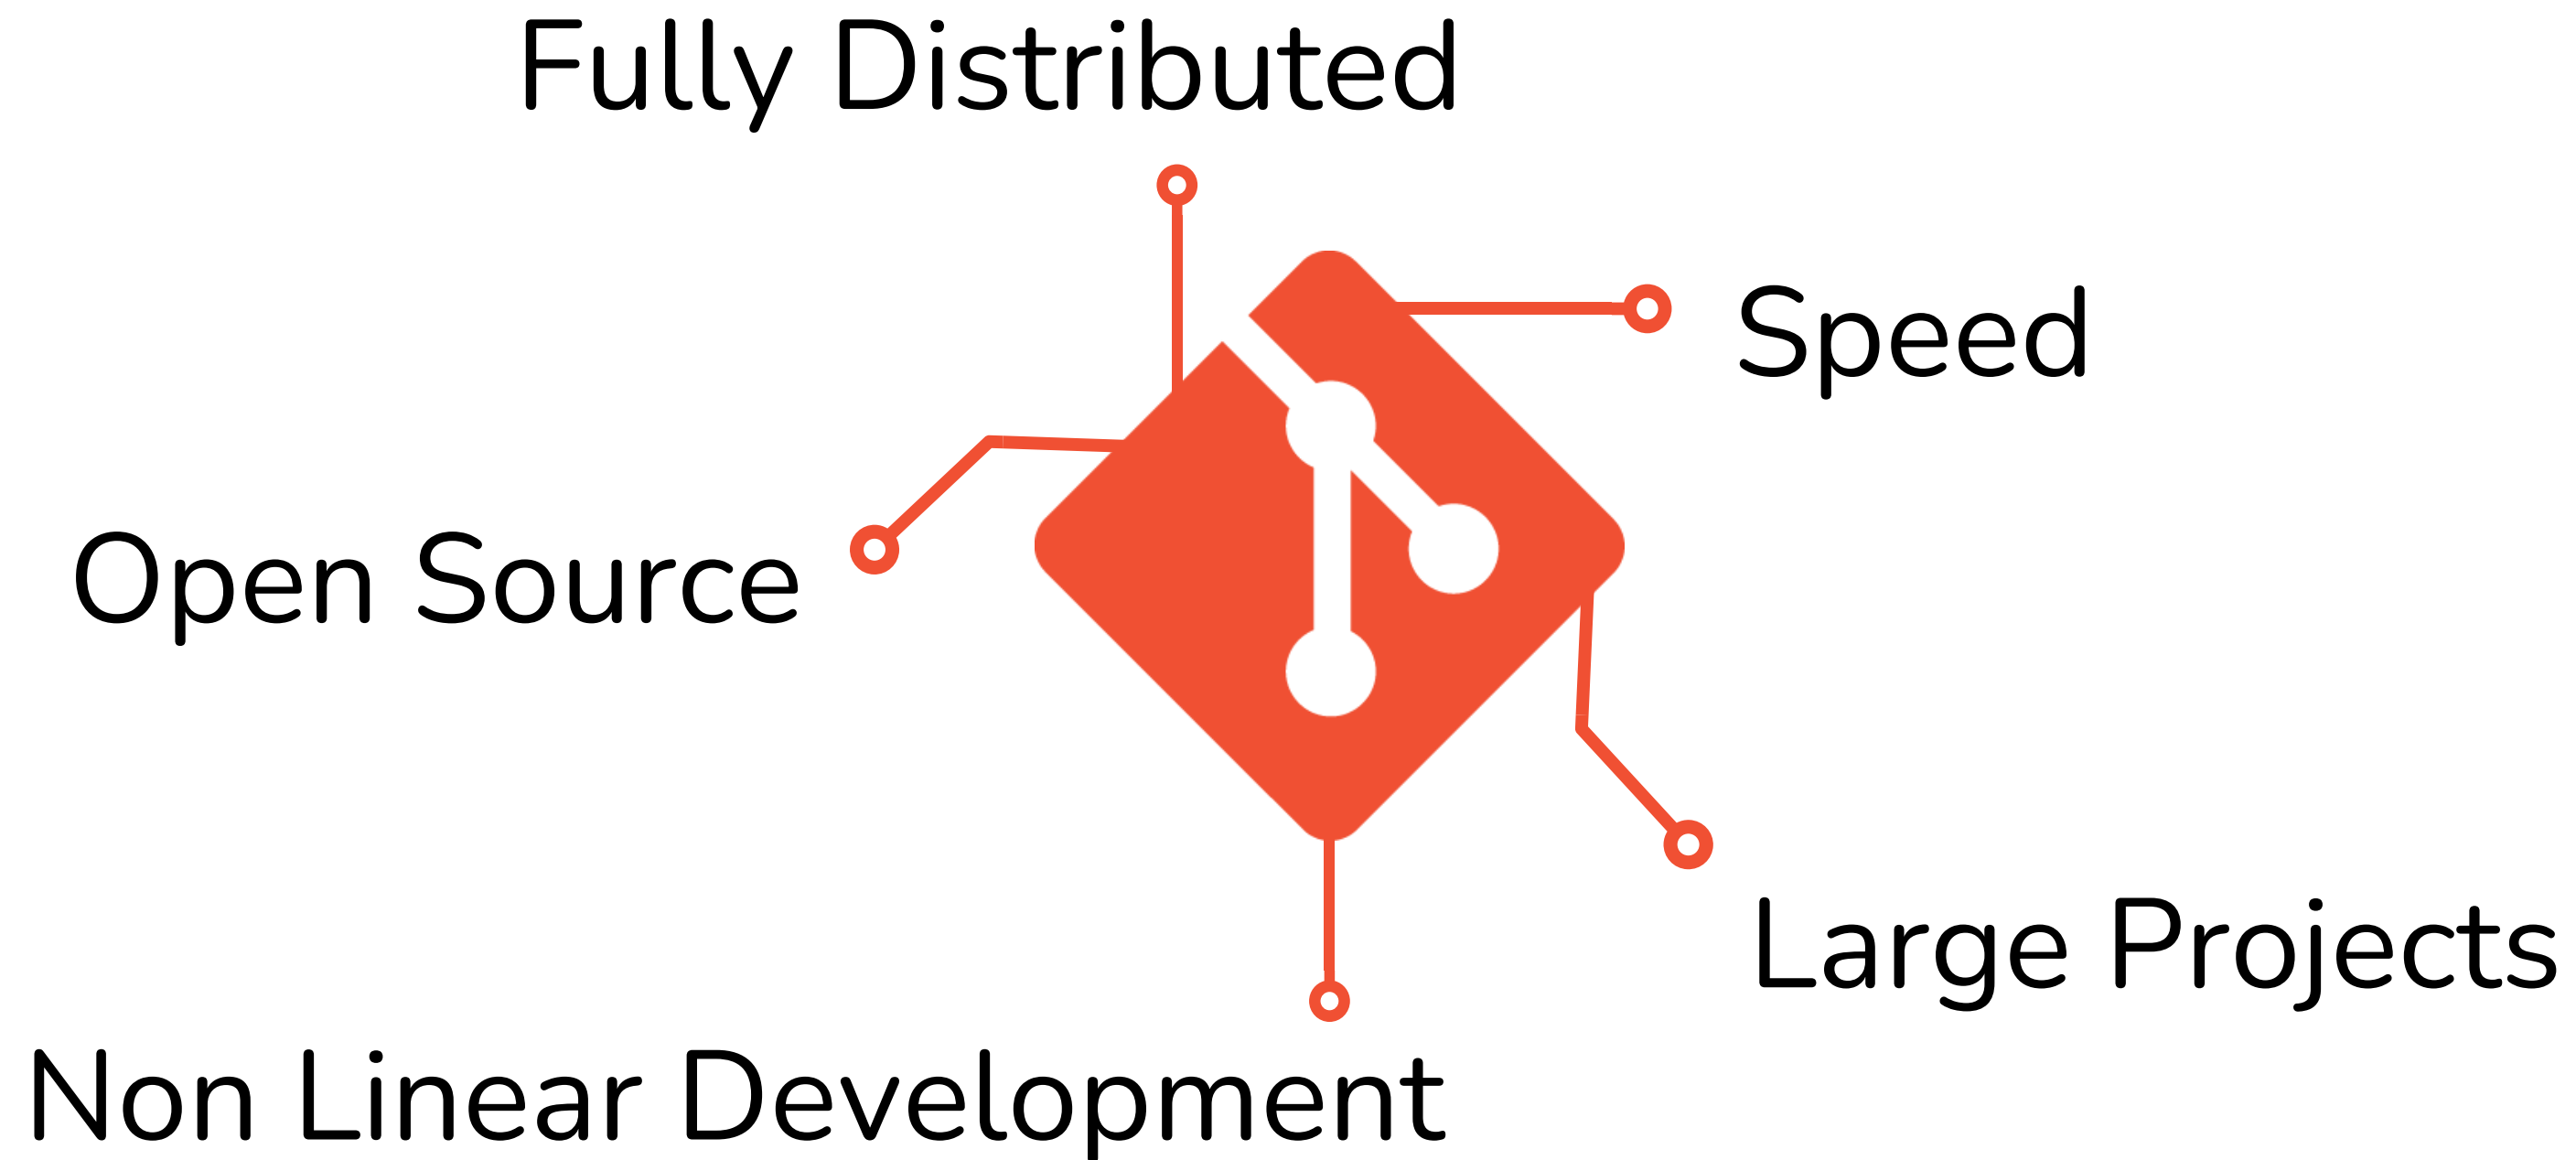 Fully Distributed
Speed
Open Source
Large Projects
Non Linear Development